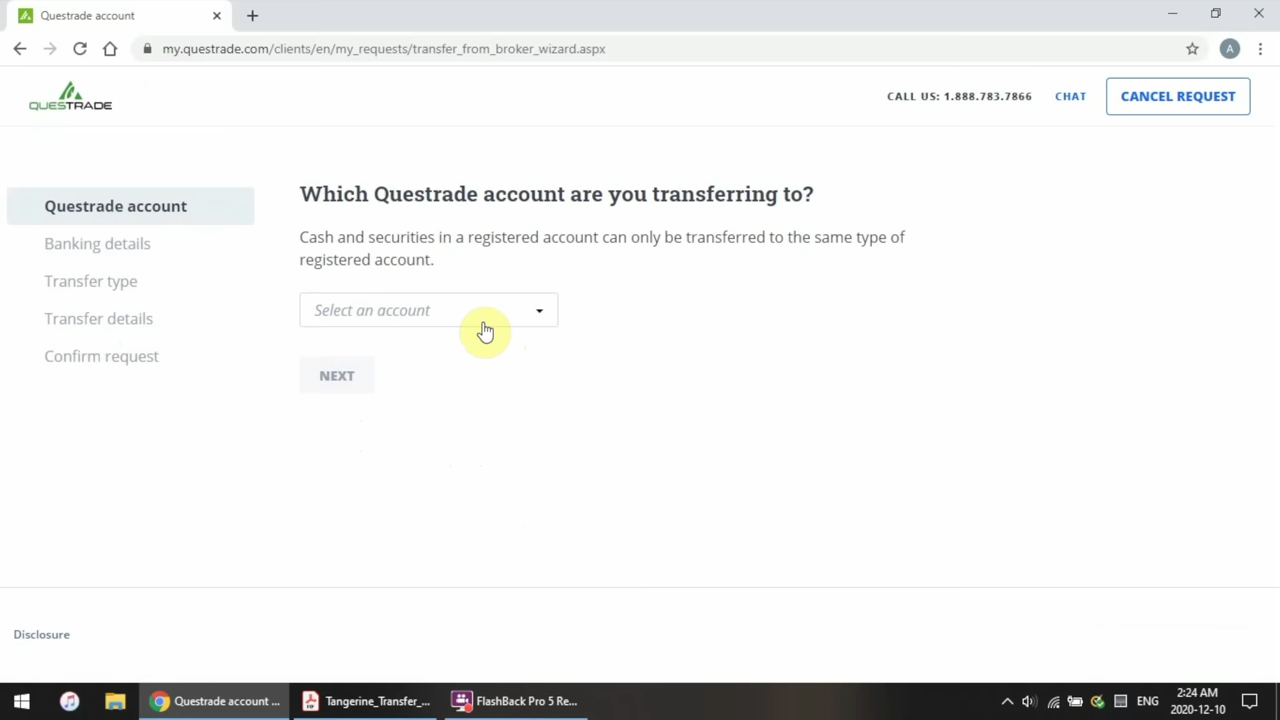 Questrade account
my.questrade.com/clients/en/my_requests/transfer_from_broker_wizard.aspx
A
QUESTRADE
CALL US: 1.888.783.7866
CHAT
CANCEL REQUEST
Questrade account
Banking details
Transfer type
Transfer details
Confirm request
Which Questrade account are you transferring to?
Cash and securities in a registered account can only be transferred to the same type of
registered account.
Select an account
NEXT
Disclosure
Questrade account ...
Tangerine_Transfer_...
FlashBack Pro 5 Re...
ENG
2:24 AM
2020-12-10